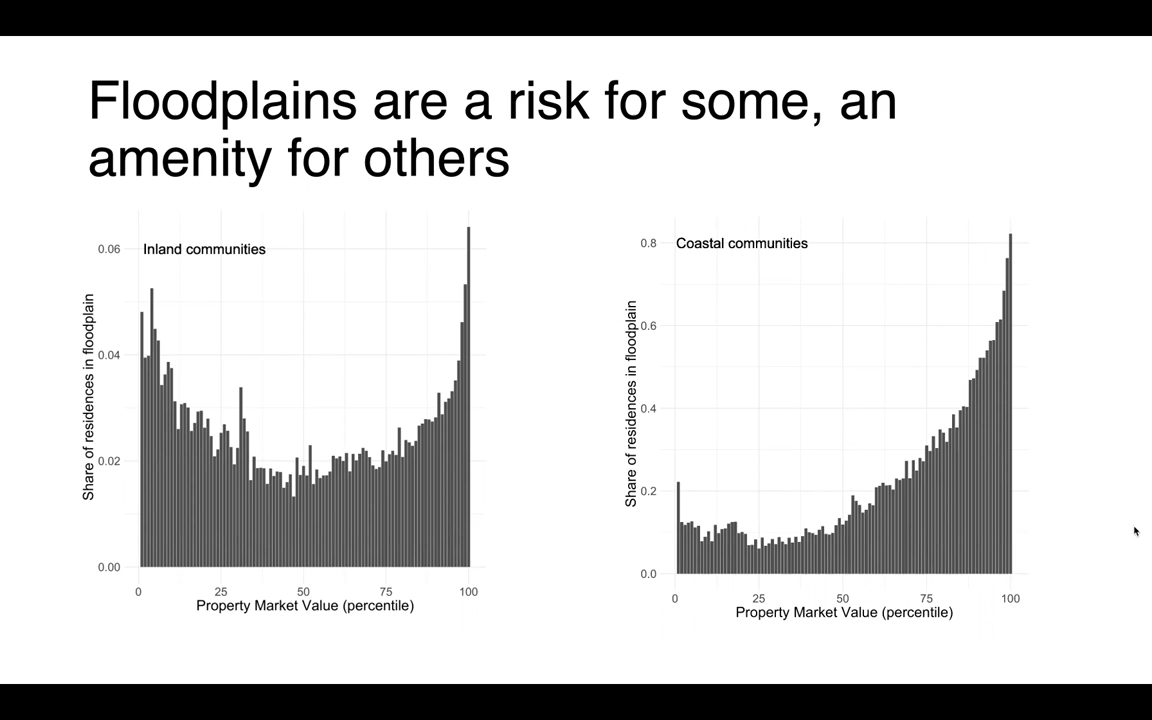 Floodplains are a risk for some, an
amenity for others
Inland communities
Share of residences in floodplain
0.06
0.04
0.02
0.00
0
25
50
75
100
Property Market Value (percentile)
Coastal communities
Share of residences in floodplain
0.8
0.6
0.4
0.2
0.0
0
25
50
75
100
Property Market Value (percentile)